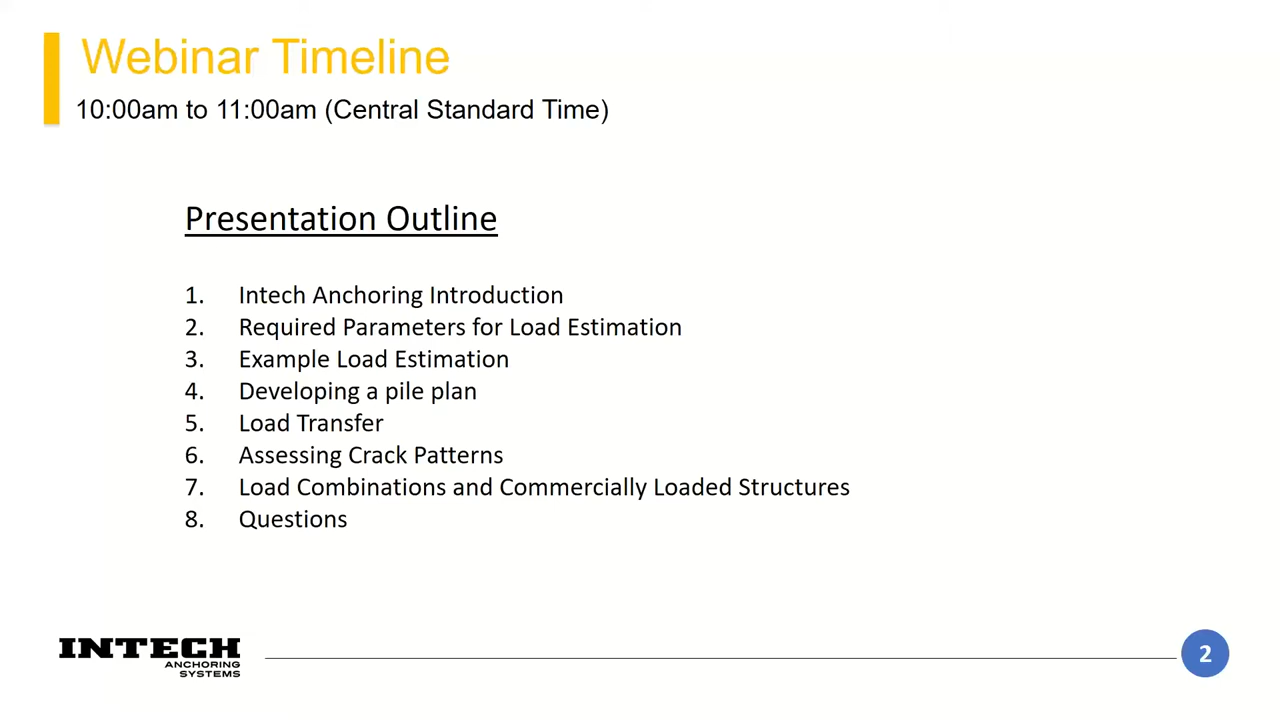 Webinar Timeline
10:00am to 11:00am (Central Standard Time)
Presentation Outline
1. Intech Anchoring Introduction
2. Required Parameters for Load Estimation
3. Example Load Estimation
4. Developing a pile plan
5. Load Transfer
6. Assessing Crack Patterns
7. Load Combinations and Commercially Loaded Structures
8. Questions
INTECH
ANCHORING
SYSTEMS
2